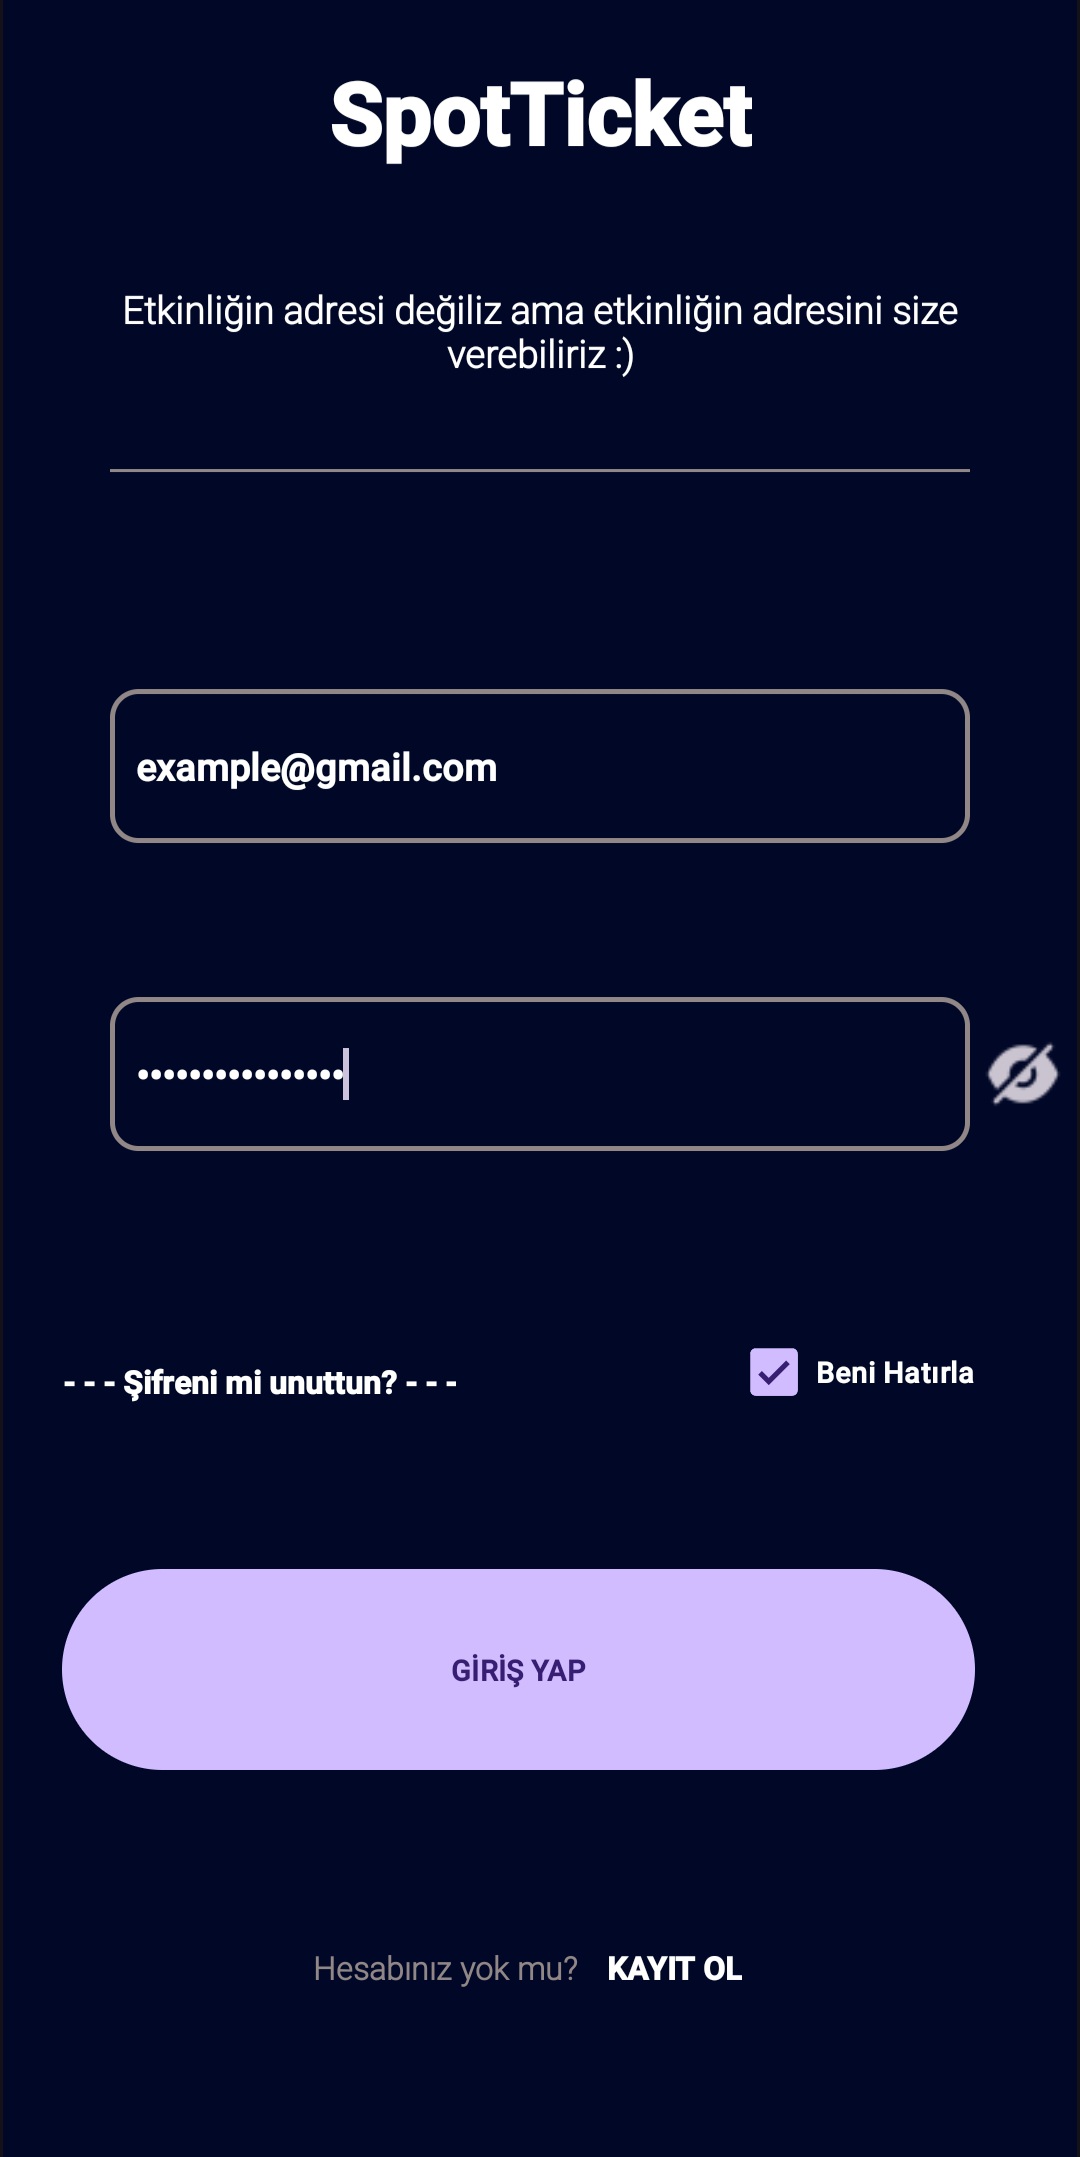 SpotTicket
Etkinliğin adresi değiliz ama etkinliğin adresini size
verebiliriz :)
example@gmail.com
••••••••••••••••
- - - Şifreni mi unuttun? - - -
Beni Hatırla
GİRİŞ YAP
Hesabınız yok mu? KAYIT OL